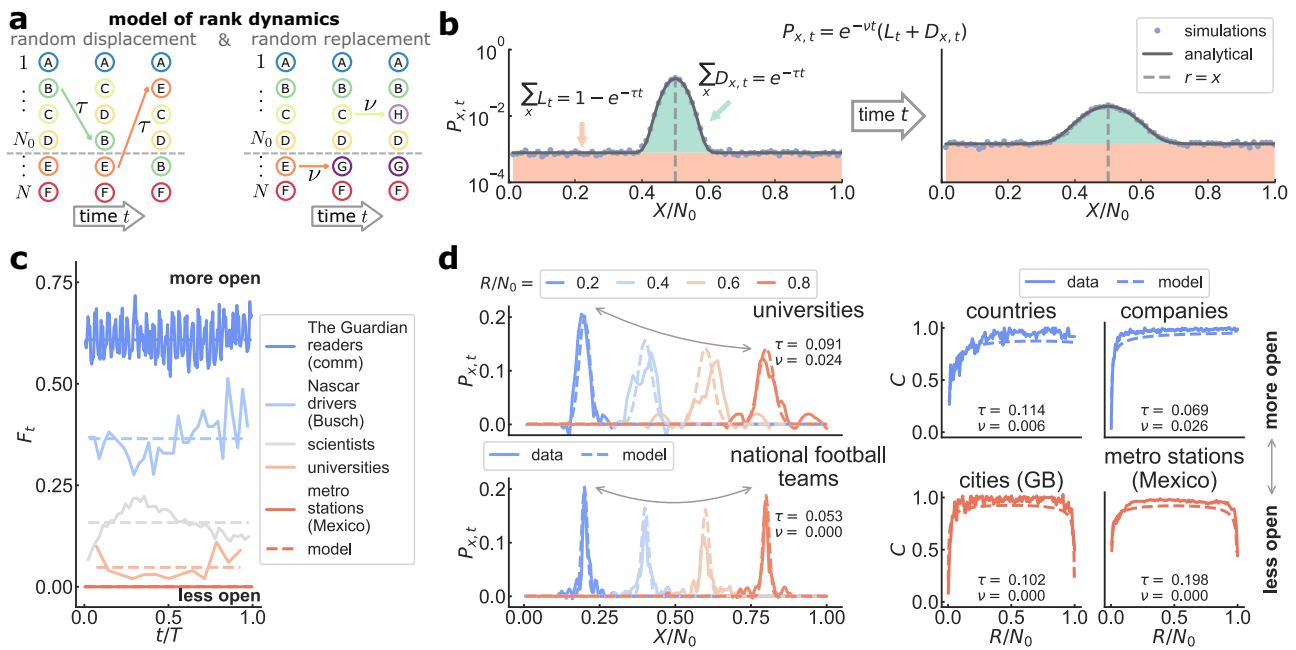 a
model of rank dynamics
random displacement & random replacement
1 A A A 1 A A A
B C E B B B
τ ν
C D C C C H
τ
N₀ D B D N₀ D D D
E E B E G G
ν
N F F F N F F F
time t time t
b
Pₓ,ₜ = e^{-νt}(Lₜ + Dₓ,ₜ)
simulations
analytical
r = x
∑ₓ Lₜ = 1 − e^{-τt}
∑ₓ Dₓ,ₜ = e^{-τt}
time t
Pₓ,ₜ
10⁰
10⁻²
10⁻⁴
0.0 0.2 0.4 0.6 0.8 1.0
X/N₀
0.0 0.2 0.4 0.6 0.8 1.0
X/N₀
c
more open
Fₜ
0.75
0.50
0.25
0.00
less open
0.0 0.5 1.0
t/T
The Guardian
readers
(comm)
Nascar
drivers
(Busch)
scientists
universities
metro
stations
(Mexico)
model
d
R/N₀ = 0.2 0.4 0.6 0.8
universities
τ = 0.091
ν = 0.024
Pₓ,ₜ
0.2
0.1
0.0
data model
national football
teams
τ = 0.053
ν = 0.000
Pₓ,ₜ
0.2
0.1
0.0
0.00 0.25 0.50 0.75 1.00
X/N₀
data model
countries companies
C
1.0
0.5
0.0
τ = 0.114
ν = 0.006
τ = 0.069
ν = 0.026
cities (GB)
metro stations
(Mexico)
C
1.0
0.5
0.0
τ = 0.102
ν = 0.000
τ = 0.198
ν = 0.000
0.0 0.5 1.0
R/N₀
0.0 0.5 1.0
R/N₀
more open
less open